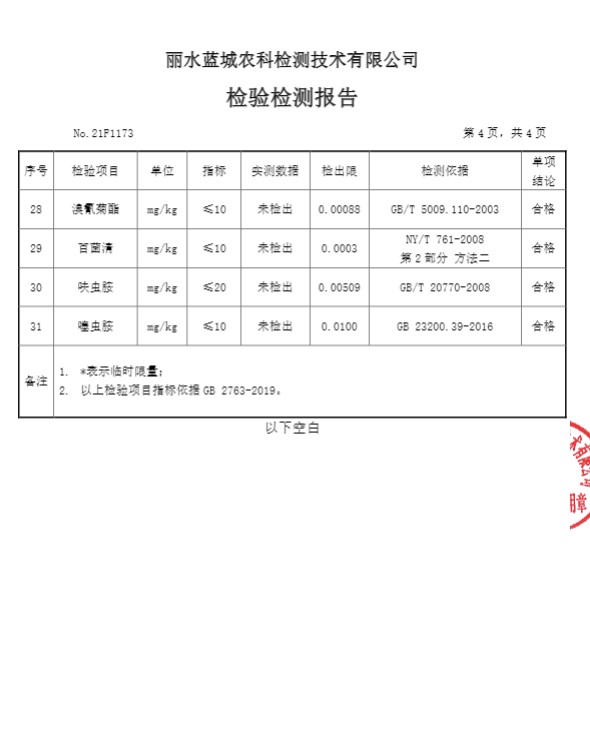 丽水蓝城农科检测技术有限公司
检验检测报告
No.21F1173 第 4 页，共 4 页
序号 检验项目 单位 指标 实测数据 检出限 检测依据 单项结论
28 溴氰菊酯 mg/kg ≤10 未检出 0.00088 GB/T 5009.110-2003 合格
29 百菌清 mg/kg ≤10 未检出 0.0003 NY/T 761-2008 第 2 部分 方法二 合格
30 呋虫胺 mg/kg ≤20 未检出 0.00509 GB/T 20770-2008 合格
31 噻虫胺 mg/kg ≤10 未检出 0.0100 GB 23200.39-2016 合格
备注
1. *表示临时限量；
2. 以上检验项目指标依据 GB 2763-2019。
以下空白
术有限公司
用章